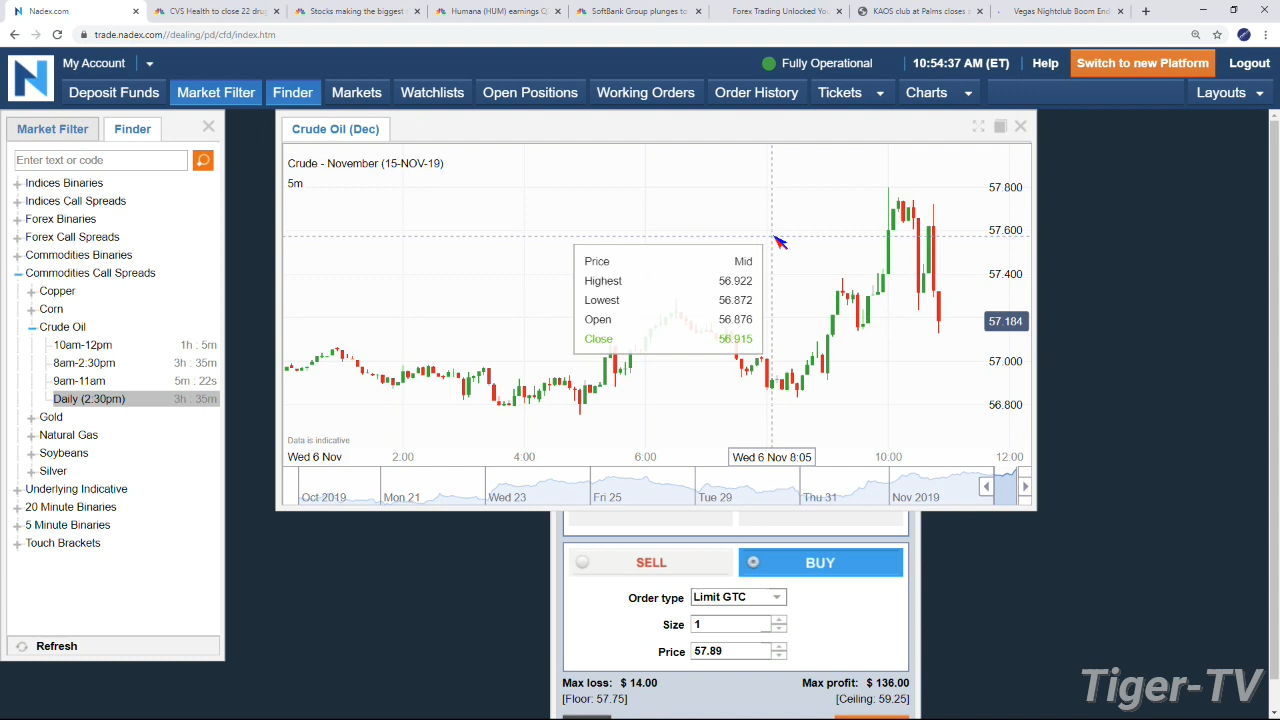 Nadex.com
CVS Health to close 22 drug
Stocks making the biggest
Humana (HUM) earnings Q
SoftBank Group plunges to
Forex Trading Unlocked You
KAOS club at Palms closes a
Vegas Nightclub Boom End
trade.nadex.com//dealing/pd/cfd/index.htm
N
My Account
Fully Operational
10:54:37 AM (ET)
Help
Switch to new Platform
Logout
Deposit Funds
Market Filter
Finder
Markets
Watchlists
Open Positions
Working Orders
Order History
Tickets
Charts
Layouts
Market Filter
Finder
Enter text or code
Indices Binaries
Indices Call Spreads
Forex Binaries
Forex Call Spreads
Commodities Binaries
Commodities Call Spreads
Copper
Corn
Crude Oil
10am-12pm 1h : 5m
8am-2:30pm 3h : 35m
9am-11am 5m : 22s
Daily (2:30pm) 3h : 35m
Gold
Natural Gas
Soybeans
Silver
Underlying Indicative
20 Minute Binaries
5 Minute Binaries
Touch Brackets
Refresh
Crude Oil (Dec)
Crude - November (15-NOV-19)
5m
57.800
57.600
57.400
57.184
57.000
56.800
Price Mid
Highest 56.922
Lowest 56.872
Open 56.876
Close 56.915
Data is indicative
Wed 6 Nov 2:00 4:00 6:00 Wed 6 Nov 8:05 10:00 12:00
Oct 2019 Mon 21 Wed 23 Fri 25 Tue 29 Thu 31 Nov 2019
SELL
BUY
Order type Limit GTC
Size 1
Price 57.89
Max loss: $ 14.00 Max profit: $ 136.00
[Floor: 57.75] [Ceiling: 59.25]
Tiger-TV